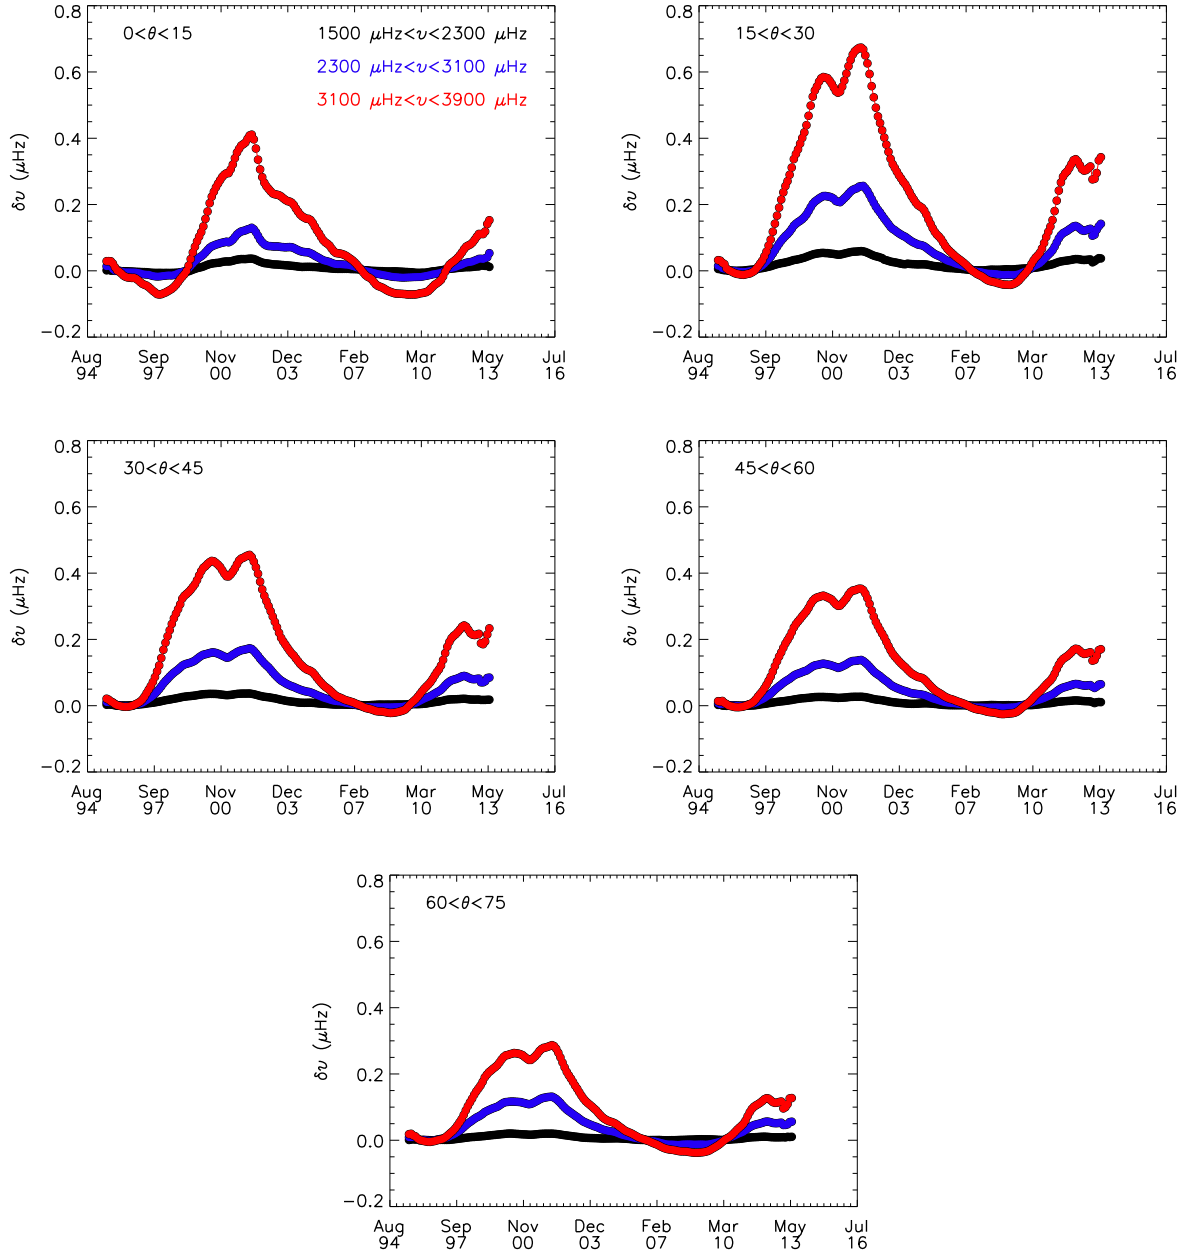 0<θ<15
1500 μHz<υ<2300 μHz
2300 μHz<υ<3100 μHz
3100 μHz<υ<3900 μHz
δυ (μHz)
0.8
0.6
0.4
0.2
0.0
−0.2
Aug Sep Nov Dec Feb Mar May Jul
94 97 00 03 07 10 13 16
15<θ<30
δυ (μHz)
0.8
0.6
0.4
0.2
0.0
−0.2
Aug Sep Nov Dec Feb Mar May Jul
94 97 00 03 07 10 13 16
30<θ<45
δυ (μHz)
0.8
0.6
0.4
0.2
0.0
−0.2
Aug Sep Nov Dec Feb Mar May Jul
94 97 00 03 07 10 13 16
45<θ<60
δυ (μHz)
0.8
0.6
0.4
0.2
0.0
−0.2
Aug Sep Nov Dec Feb Mar May Jul
94 97 00 03 07 10 13 16
60<θ<75
δυ (μHz)
0.8
0.6
0.4
0.2
0.0
−0.2
Aug Sep Nov Dec Feb Mar May Jul
94 97 00 03 07 10 13 16